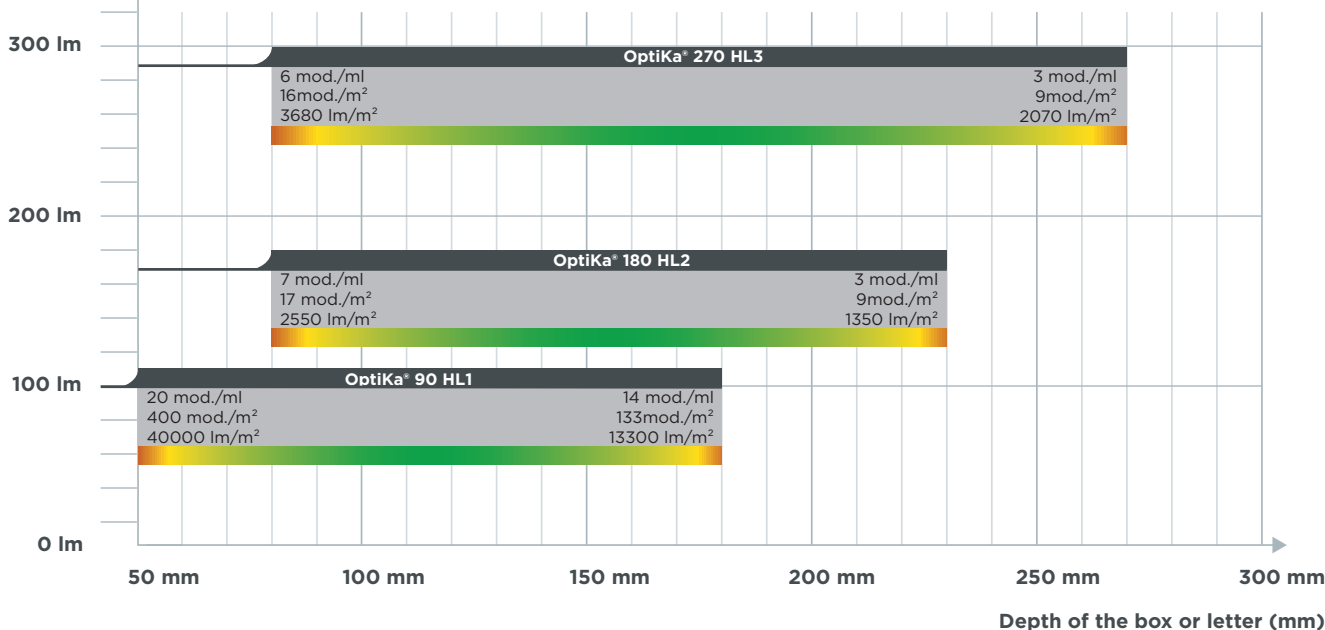 300 lm
OptiKa® 270 HL3
6 mod./ml
16mod./m²
3680 lm/m²
3 mod./ml
9mod./m²
2070 lm/m²
200 lm
OptiKa® 180 HL2
7 mod./ml
17 mod./m²
2550 lm/m²
3 mod./ml
9mod./m²
1350 lm/m²
100 lm
OptiKa® 90 HL1
20 mod./ml
400 mod./m²
40000 lm/m²
14 mod./ml
133mod./m²
13300 lm/m²
0 lm
50 mm 100 mm 150 mm 200 mm 250 mm 300 mm
Depth of the box or letter (mm)